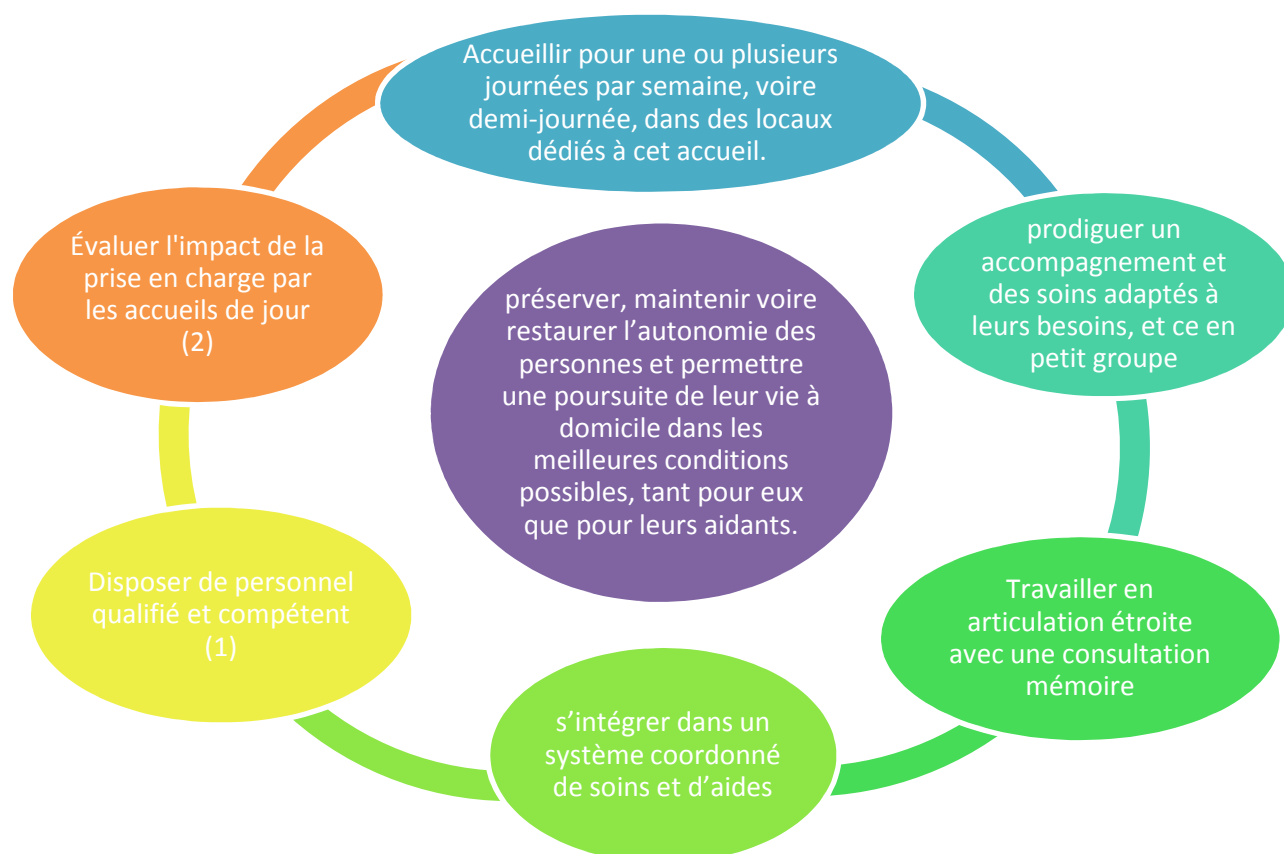 Accueillir pour une ou plusieurs
journées par semaine, voire
demi-journée, dans des locaux
dédiés à cet accueil.
prodiguer un
accompagnement et
des soins adaptés à
leurs besoins, et ce en
petit groupe
Travailler en
articulation étroite
avec une consultation
mémoire
s’intégrer dans un
système coordonné
de soins et d’aides
Disposer de personnel
qualifié et compétent
(1)
Évaluer l'impact de la
prise en charge par
les accueils de jour
(2)
préserver, maintenir voire
restaurer l’autonomie des
personnes et permettre
une poursuite de leur vie à
domicile dans les
meilleures conditions
possibles, tant pour eux
que pour leurs aidants.